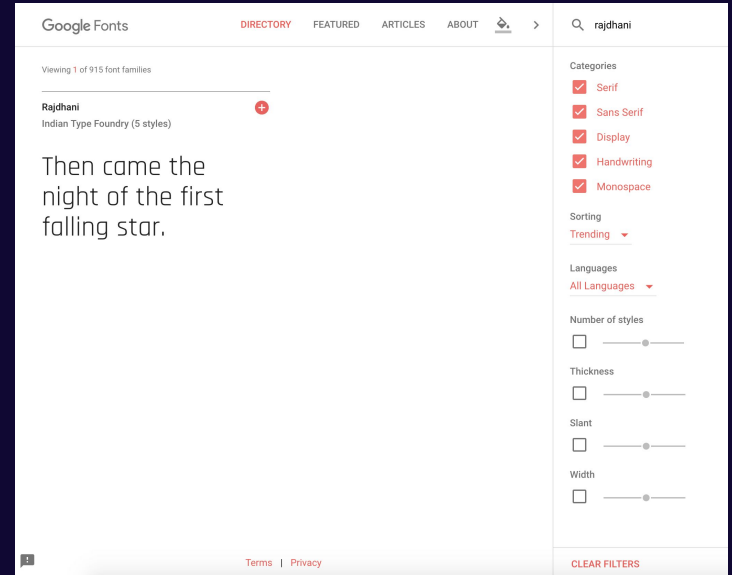 Google Fonts
DIRECTORY
FEATURED
ARTICLES
ABOUT
rajdhani
Viewing 1 of 915 font families
Rajdhani
Indian Type Foundry (5 styles)
Then came the
night of the first
falling star.
Categories
Serif
Sans Serif
Display
Handwriting
Monospace
Sorting
Trending
Languages
All Languages
Number of styles
Thickness
Slant
Width
Terms | Privacy
CLEAR FILTERS